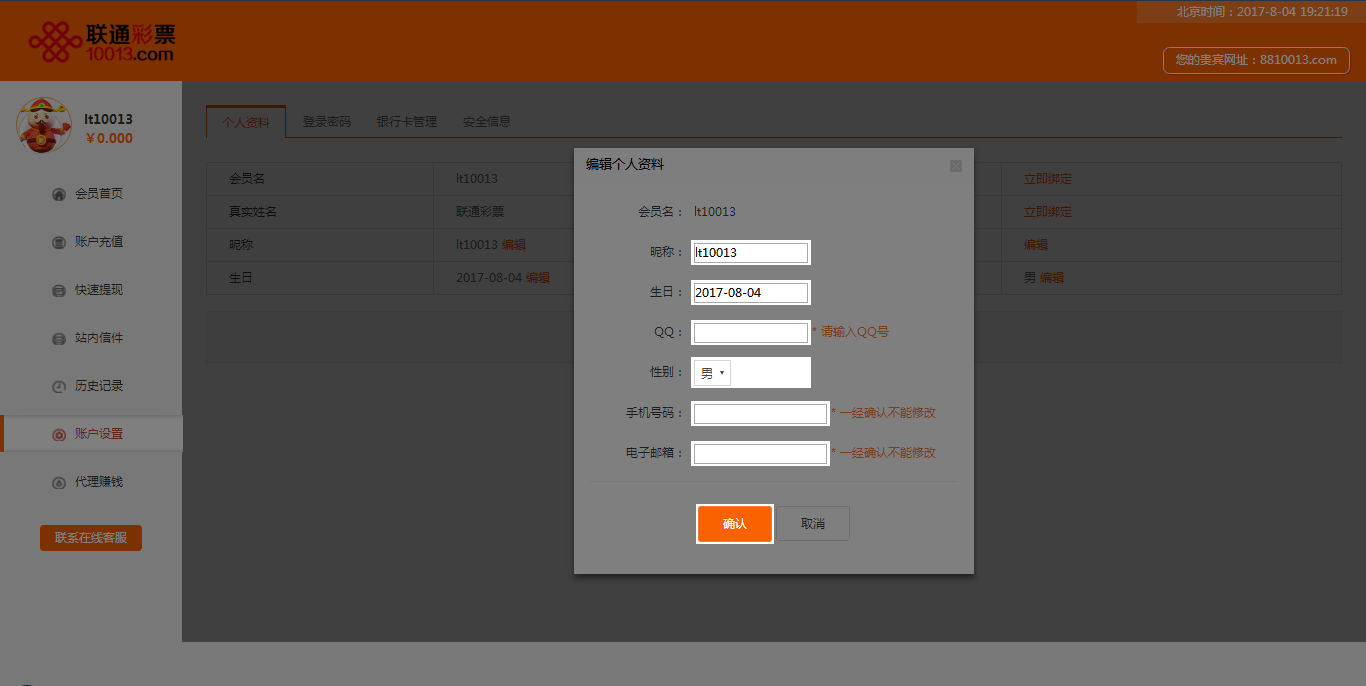 北京时间：2017-8-04 19:21:19
联通彩票
10013.com
您的贵宾网址：8810013.com
lt10013
￥0.000
会员首页
账户充值
快速提现
站内信件
历史记录
账户设置
代理赚钱
联系在线客服
个人资料 登录密码 银行卡管理 安全信息
会员名 lt10013 立即绑定
真实姓名 联通彩票 立即绑定
昵称 lt10013 编辑 编辑
生日 2017-08-04 编辑 男 编辑
编辑个人资料
会员名： lt10013
昵称： lt10013
生日： 2017-08-04
QQ： * 请输入QQ号
性别： 男
手机号码： * 一经确认不能修改
电子邮箱： * 一经确认不能修改
确认 取消